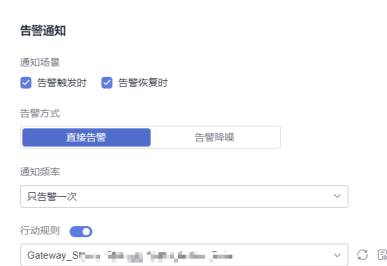 告警通知
通知场景
告警触发时 告警恢复时
告警方式
直接告警 告警降噪
通知频率
只告警一次
行动规则
Gateway_